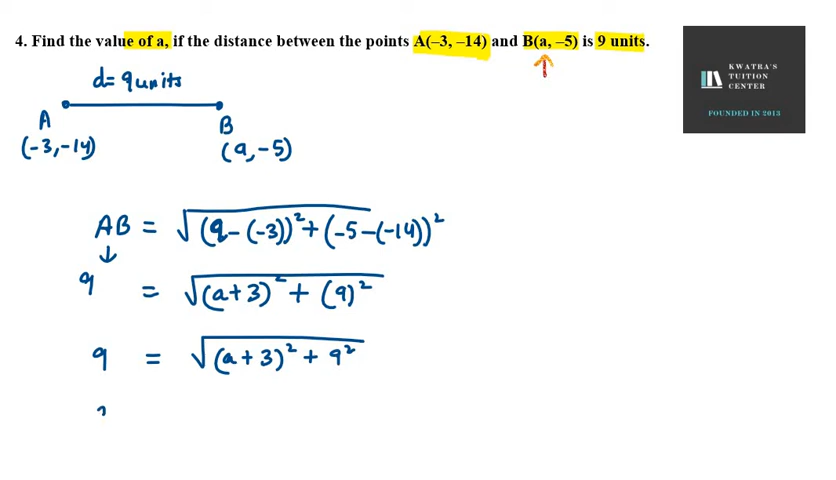 4. Find the value of a, if the distance between the points A(–3, –14) and B(a, –5) is 9 units.
KWATRA'S
TUITION
CENTER
FOUNDED IN 2013
d= 9 units
A
B
(-3,-14)
(a,-5)
AB = √(a-(-3))²+(-5-(-14))²
9 = √(a+3)² + (9)²
9 = √(a+3)² + 9²